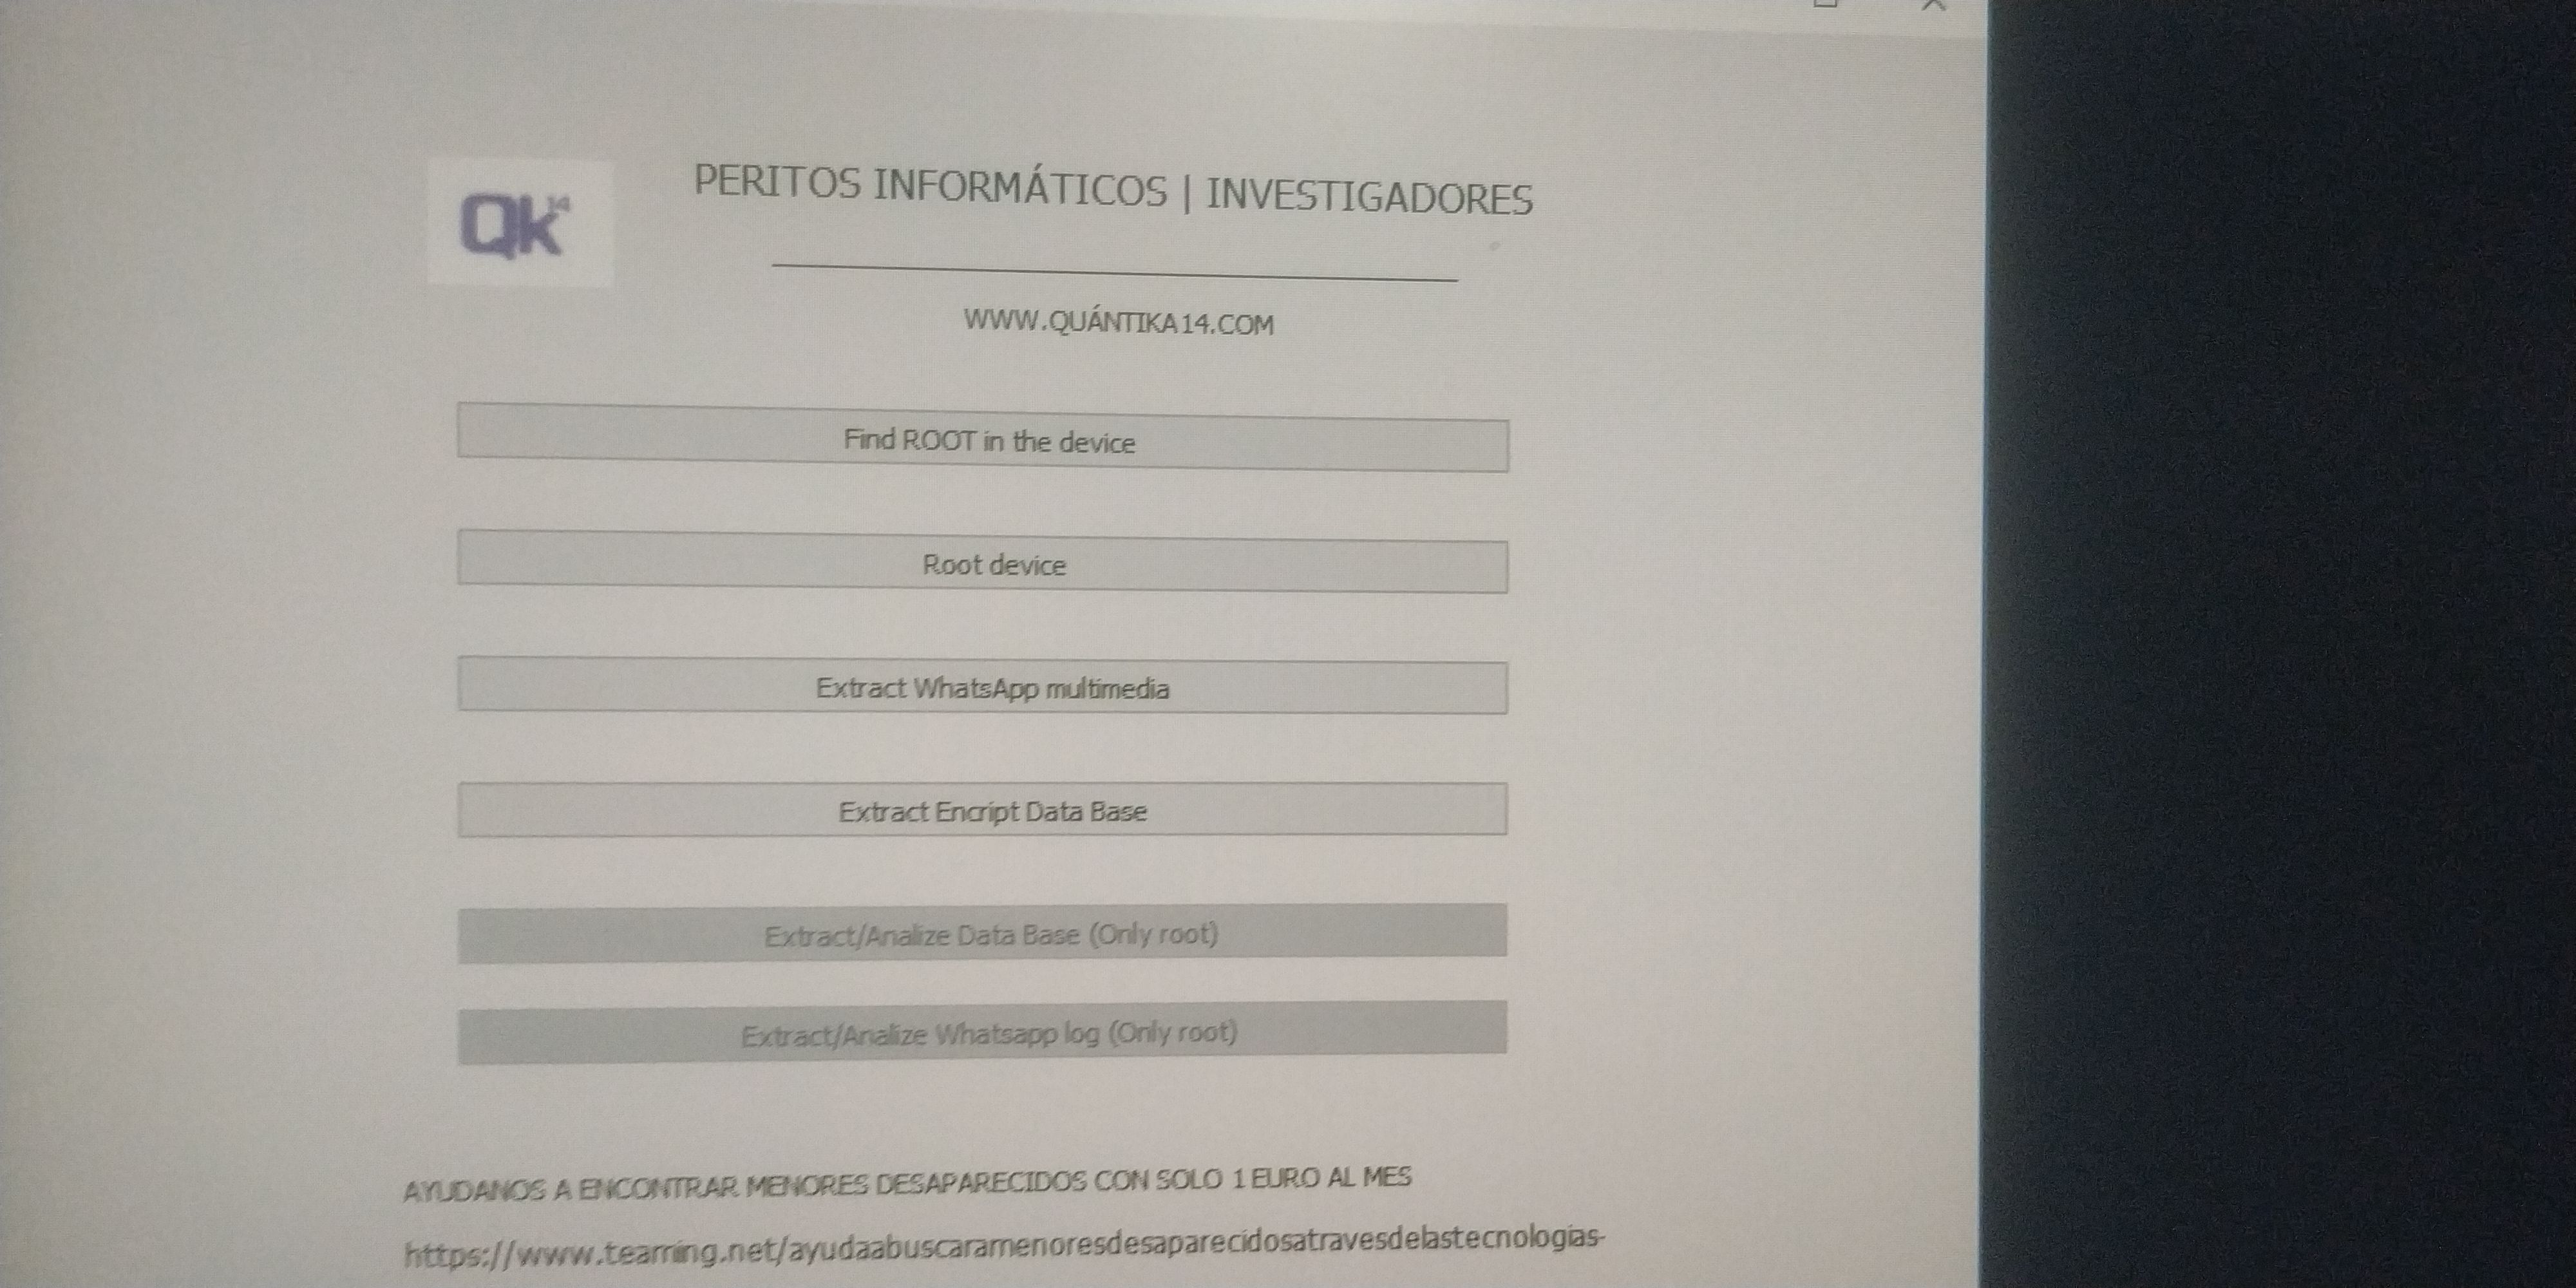 Qk14
PERITOS INFORMÁTICOS | INVESTIGADORES
WWW.QUÁNTIKA14.COM
Find ROOT in the device
Root device
Extract WhatsApp multimedia
Extract Encript Data Base
Extract/Analize Data Base (Only root)
Extract/Analize Whatsapp log (Only root)
AYUDANOS A ENCONTRAR MENORES DESAPARECIDOS CON SOLO 1 EURO AL MES
https://www.teaming.net/ayudaabuscaramenoresdesaparecidosatravesdelastecnologias-